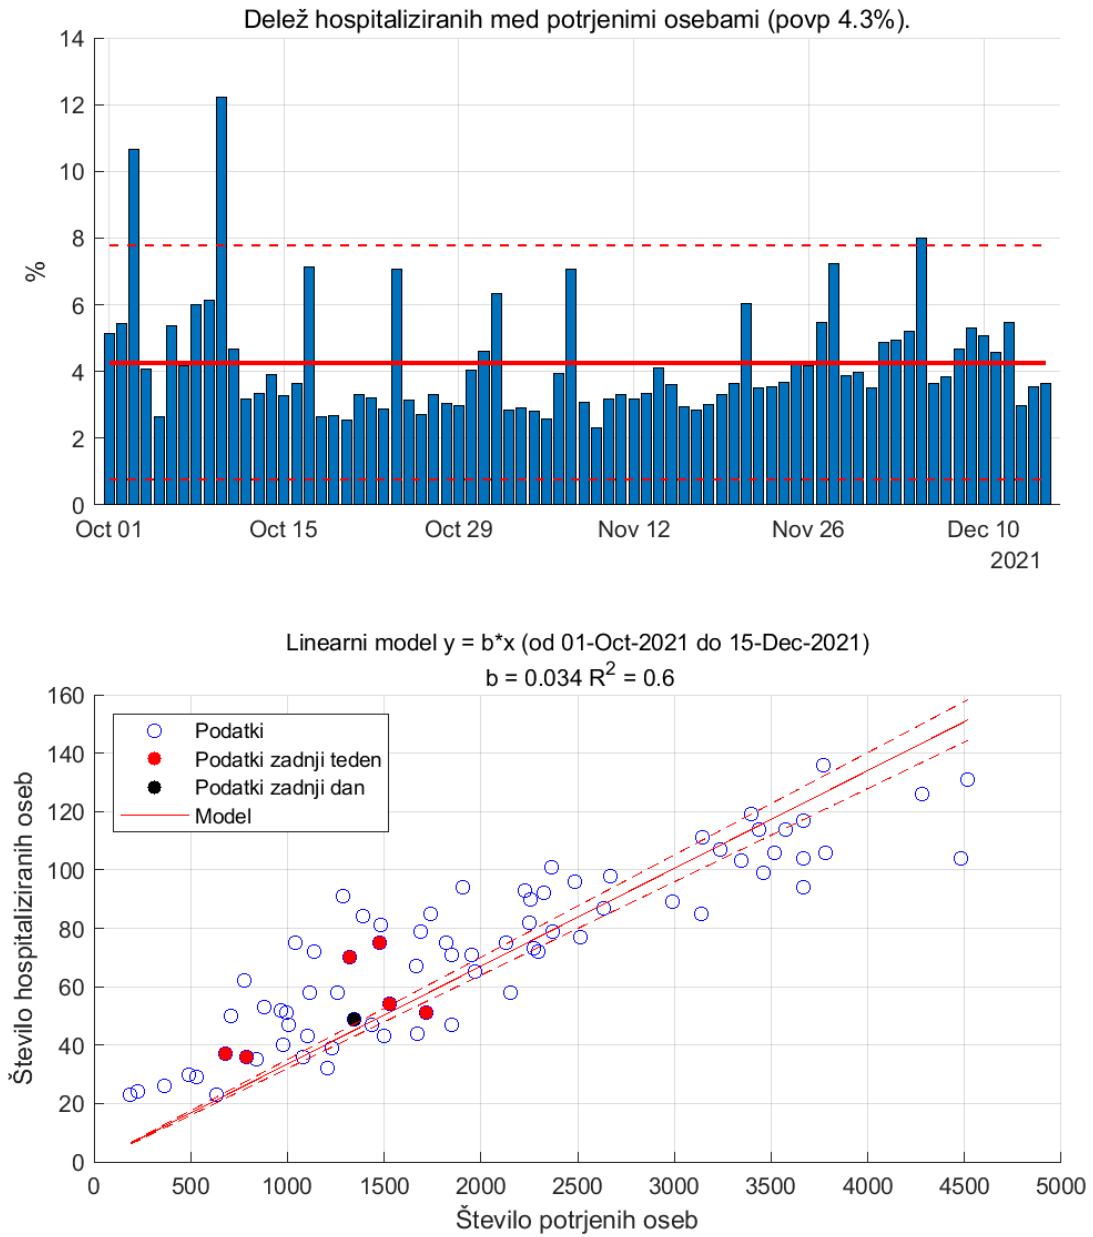 Delež hospitaliziranih med potrjenimi osebami (povp 4.3%).
14
12
10
8
6
4
2
0
%
Oct 01 Oct 15 Oct 29 Nov 12 Nov 26 Dec 10
2021
Linearni model y = b*x (od 01-Oct-2021 do 15-Dec-2021)
b = 0.034 R² = 0.6
160
140
120
100
80
60
40
20
0
Število hospitaliziranih oseb
Podatki
Podatki zadnji teden
Podatki zadnji dan
Model
0 500 1000 1500 2000 2500 3000 3500 4000 4500 5000
Število potrjenih oseb